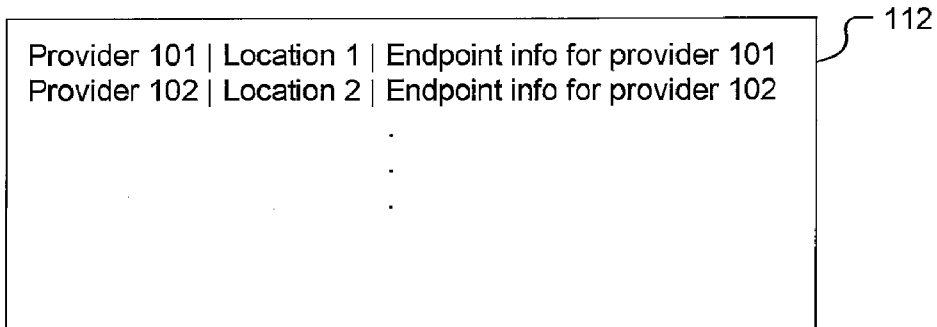 112
Provider 101 | Location 1 | Endpoint info for provider 101
Provider 102 | Location 2 | Endpoint info for provider 102
.
.
.